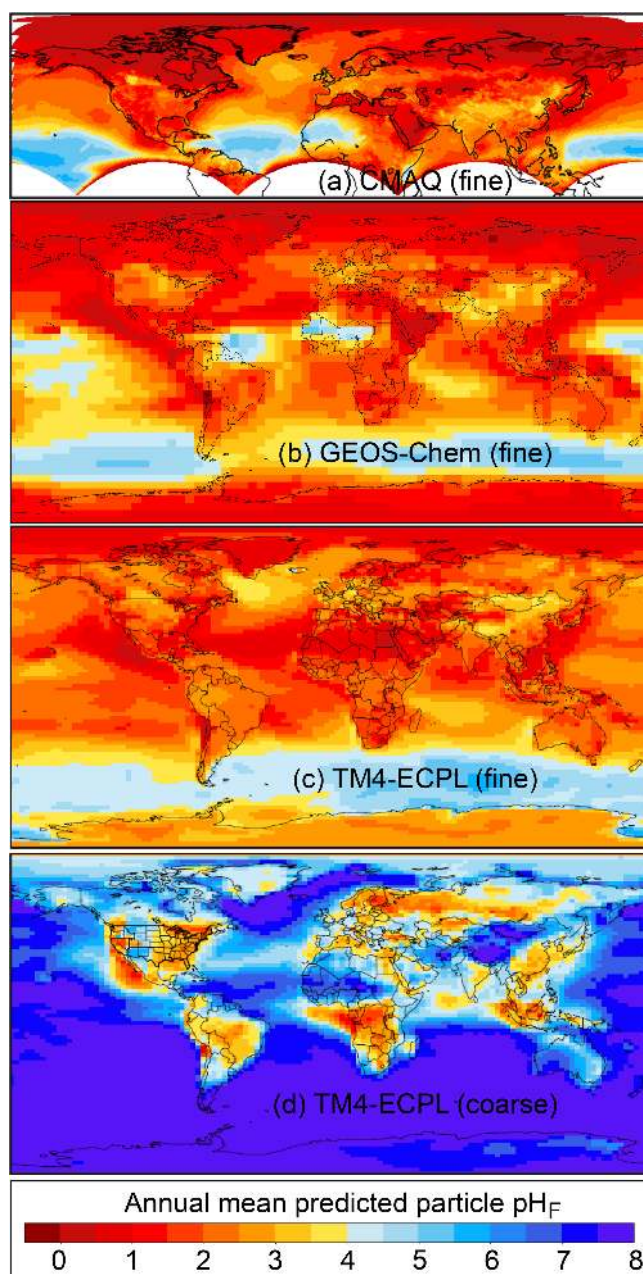 (a) CMAQ (fine)
(b) GEOS-Chem (fine)
(c) TM4-ECPL (fine)
(d) TM4-ECPL (coarse)
Annual mean predicted particle pHF
0 1 2 3 4 5 6 7 8